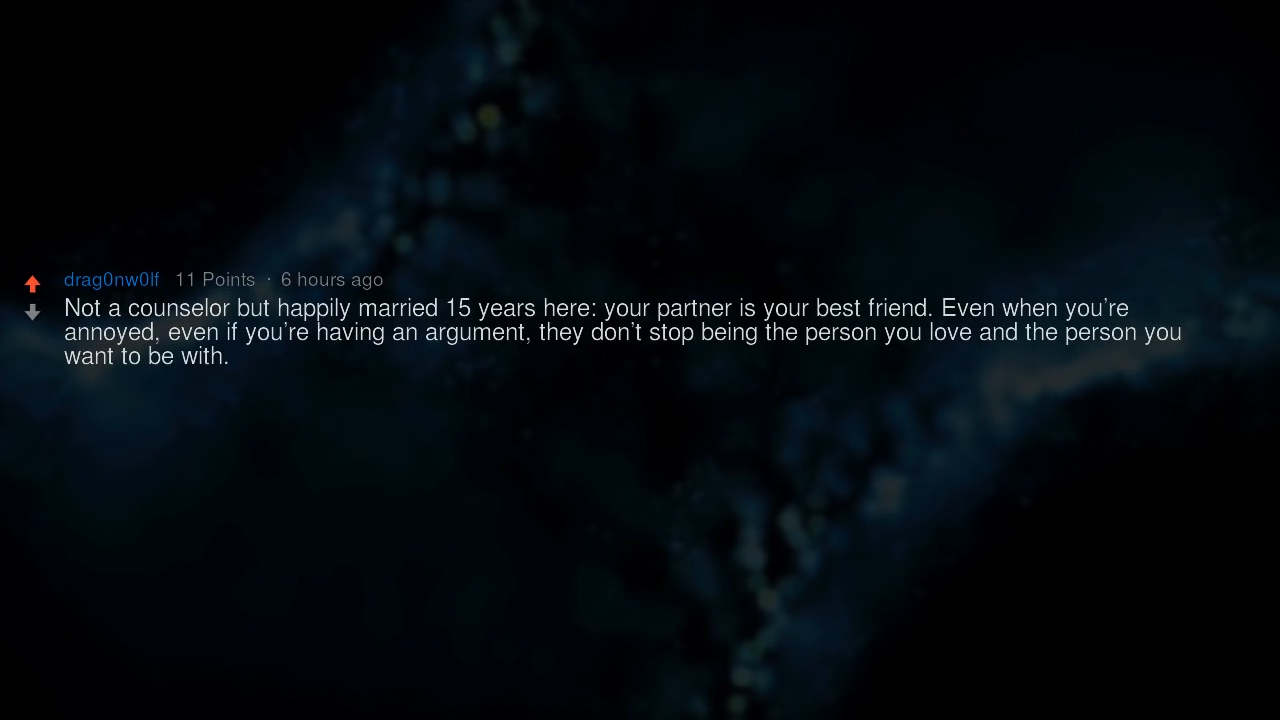 drag0nw0lf 11 Points · 6 hours ago
Not a counselor but happily married 15 years here: your partner is your best friend. Even when you’re
annoyed, even if you’re having an argument, they don’t stop being the person you love and the person you
want to be with.